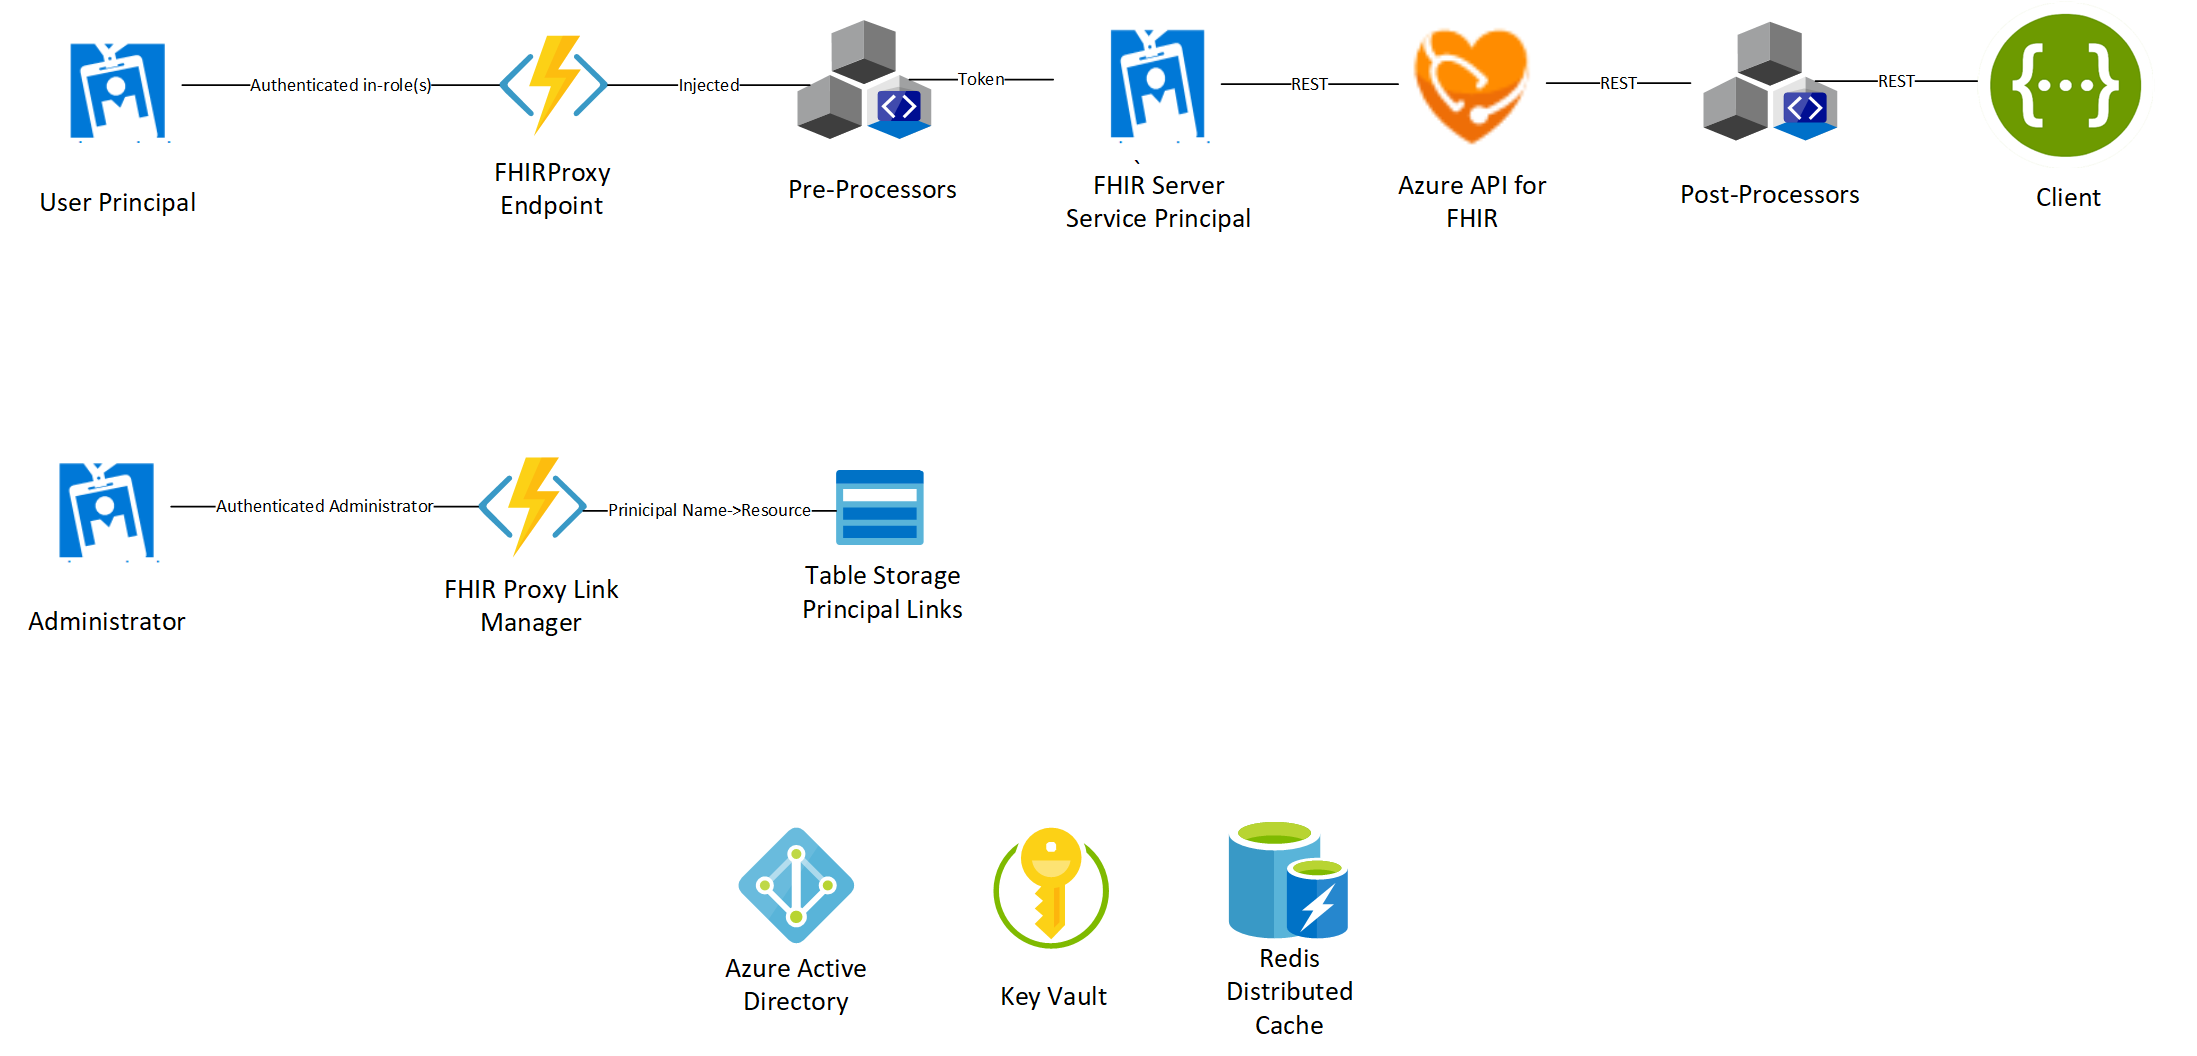 Authenticated in-role(s)
Injected
Token
REST
REST
REST
User Principal
FHIRProxy
Endpoint
Pre-Processors
`
FHIR Server
Service Principal
Azure API for
FHIR
Post-Processors
Client
Authenticated Administrator
Prinicipal Name->Resource
Administrator
FHIR Proxy Link
Manager
Table Storage
Principal Links
Azure Active
Directory
Key Vault
Redis
Distributed
Cache